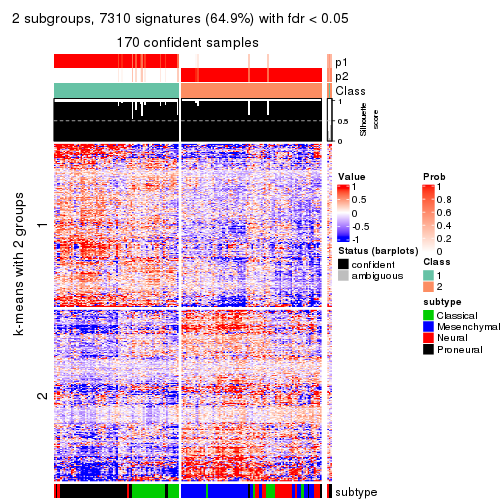 2 subgroups, 7310 signatures (64.9%) with fdr < 0.05
170 confident samples
p1
p2
Class
1
0.5
0
Silhouette
score
k-means with 2 groups
1
2
Value
1
0.5
0
-0.5
-1
Status (barplots)
confident
ambiguous
Prob
1
0.8
0.6
0.4
0.2
0
Class
1
2
subtype
Classical
Mesenchymal
Neural
Proneural
subtype